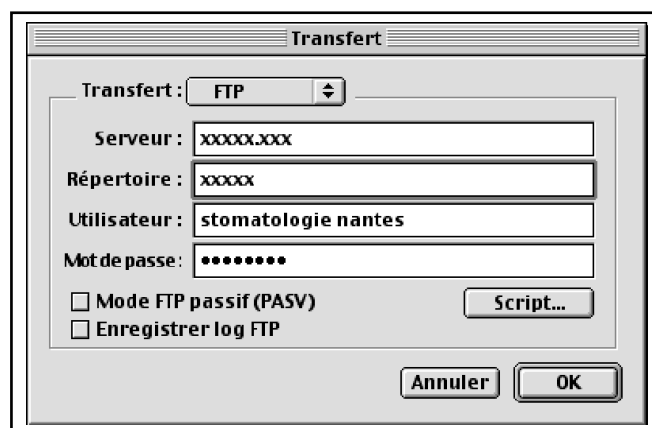 Transfert
Transfert : FTP
Serveur : xxxxx.xxx
Répertoire : xxxxx
Utilisateur : stomatologie nantes
Mot de passe : ••••••••
Mode FTP passif (PASV)
Script...
Enregistrer log FTP
Annuler OK